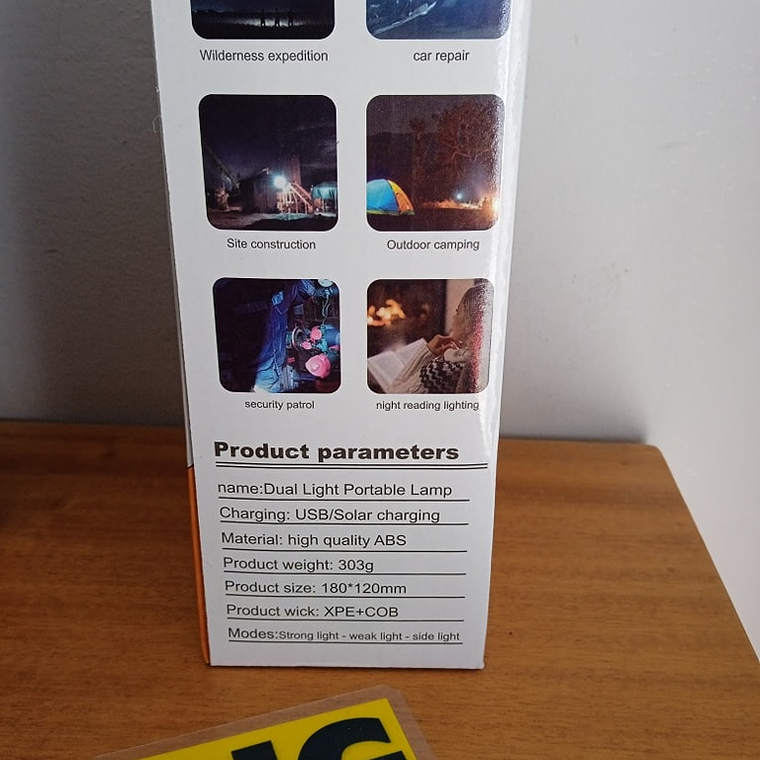 Wilderness expedition
car repair
Site construction
Outdoor camping
security patrol
night reading lighting
Product parameters
name:Dual Light Portable Lamp
Charging: USB/Solar charging
Material: high quality ABS
Product weight: 303g
Product size: 180*120mm
Product wick: XPE+COB
Modes:Strong light - weak light - side light